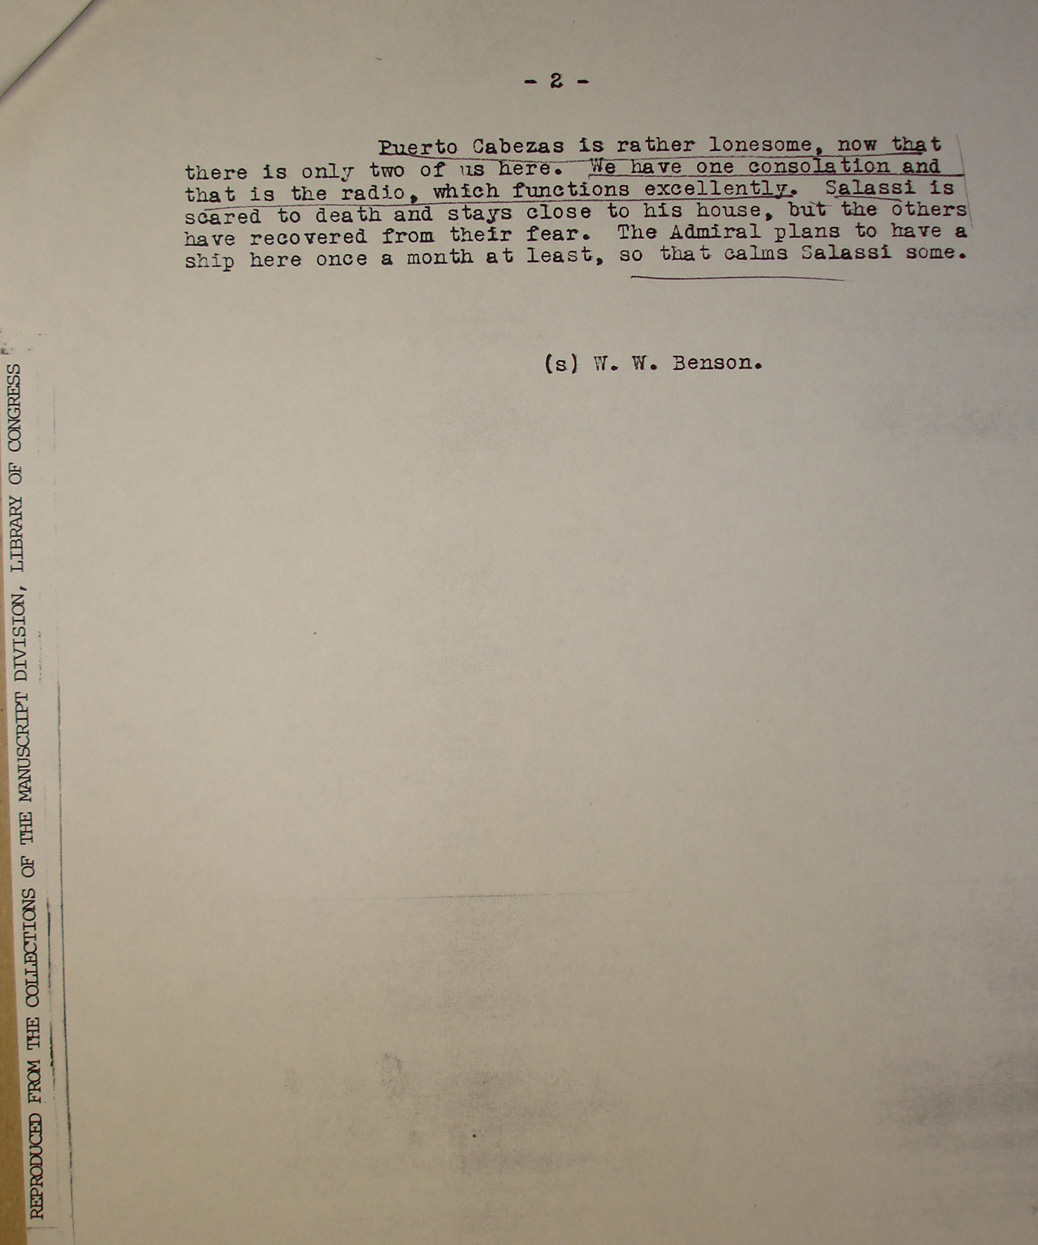 - 2 -
Puerto Cabezas is rather lonesome, now that
there is only two of us here. We have one consolation and
that is the radio, which functions excellently. Salassi is
scared to death and stays close to his house, but the others
have recovered from their fear. The Admiral plans to have a
ship here once a month at least, so that calms Salassi some.
(s) W. W. Benson.
REPRODUCED FROM THE COLLECTIONS OF THE MANUSCRIPT DIVISION, LIBRARY OF CONGRESS